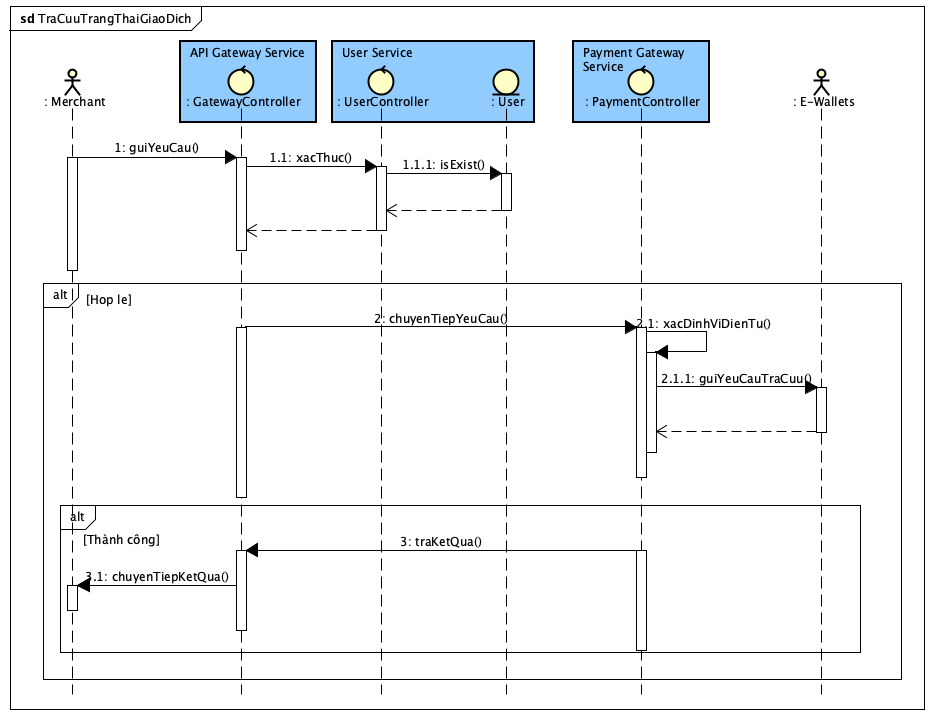 sd TraCuuTrangThaiGiaoDich
API Gateway Service
User Service
Payment Gateway
Service
: Merchant
: GatewayController
: UserController
: User
: PaymentController
: E-Wallets
1: guiYeuCau()
1.1: xacThuc()
1.1.1: isExist()
alt
[Hop le]
2: chuyenTiepYeuCau()
2.1: xacDinhViDienTu()
2.1.1: guiYeuCauTraCuu()
alt
[Thành công]
3: traKetQua()
3.1: chuyenTiepKetQua()